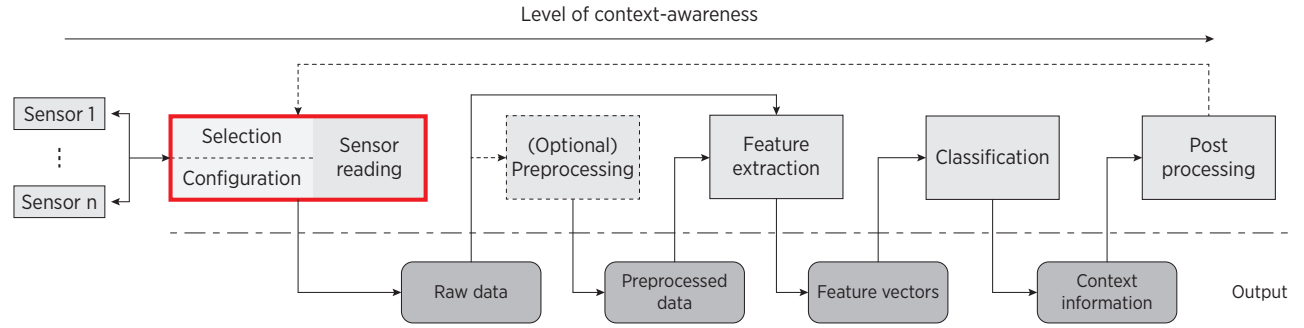 Level of context-awareness
Sensor 1
Sensor n
Selection
Configuration
Sensor
reading
(Optional)
Preprocessing
Feature
extraction
Classification
Post
processing
Raw data
Preprocessed
data
Feature vectors
Context
information
Output